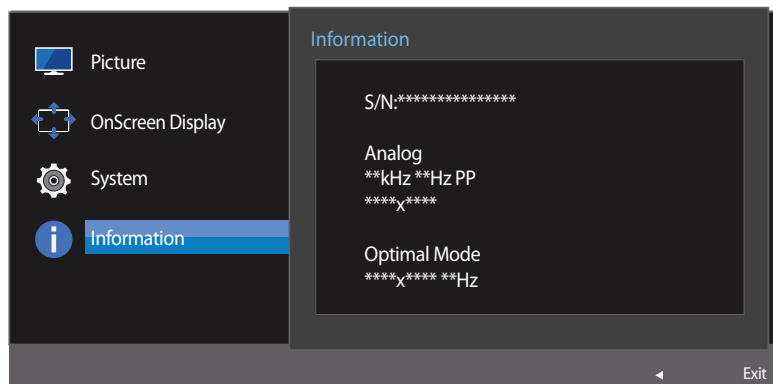 Picture
OnScreen Display
System
Information
Information
S/N:***************
Analog
**kHz **Hz PP
****x****
Optimal Mode
****x**** **Hz
Exit